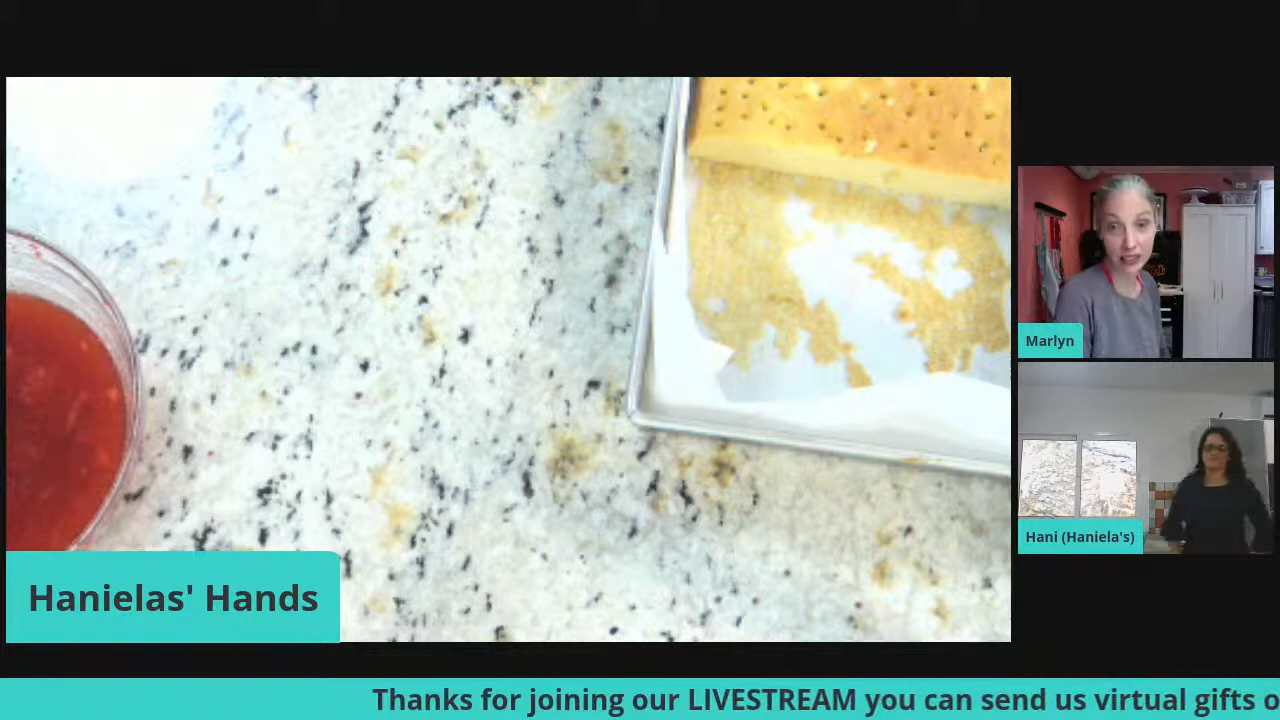 Marlyn
Hani (Haniela's)
Hanielas' Hands
Thanks for joining our LIVESTREAM you can send us virtual gifts o